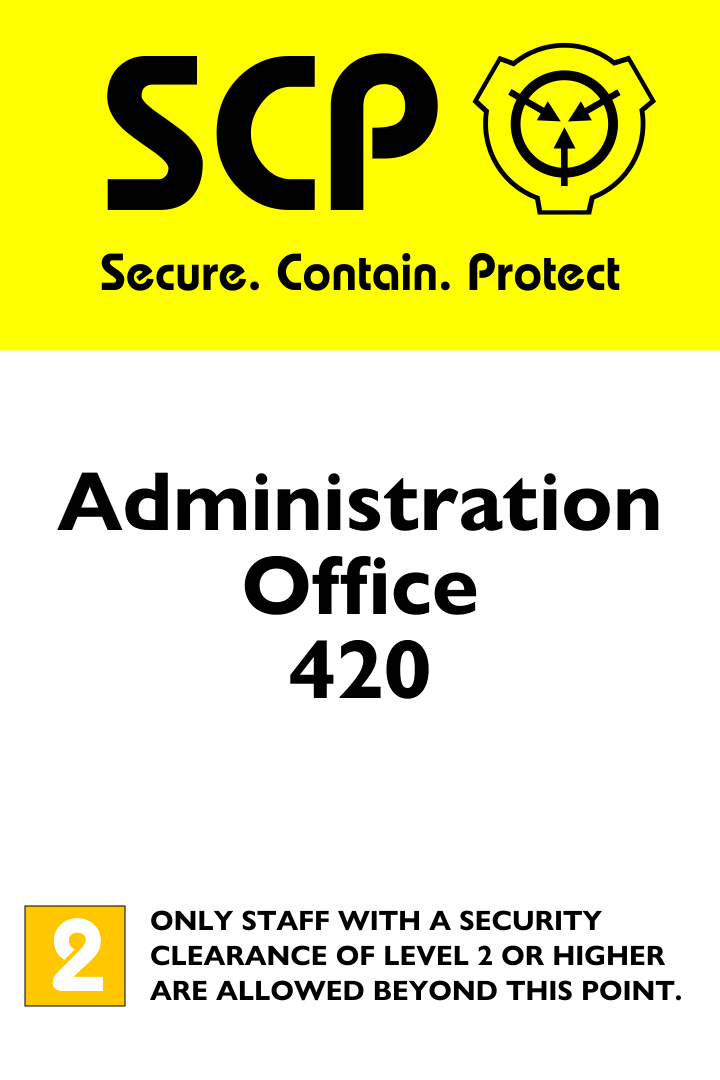 SCP
Secure. Contain. Protect
Administration
Office
420
2
ONLY STAFF WITH A SECURITY
CLEARANCE OF LEVEL 2 OR HIGHER
ARE ALLOWED BEYOND THIS POINT.